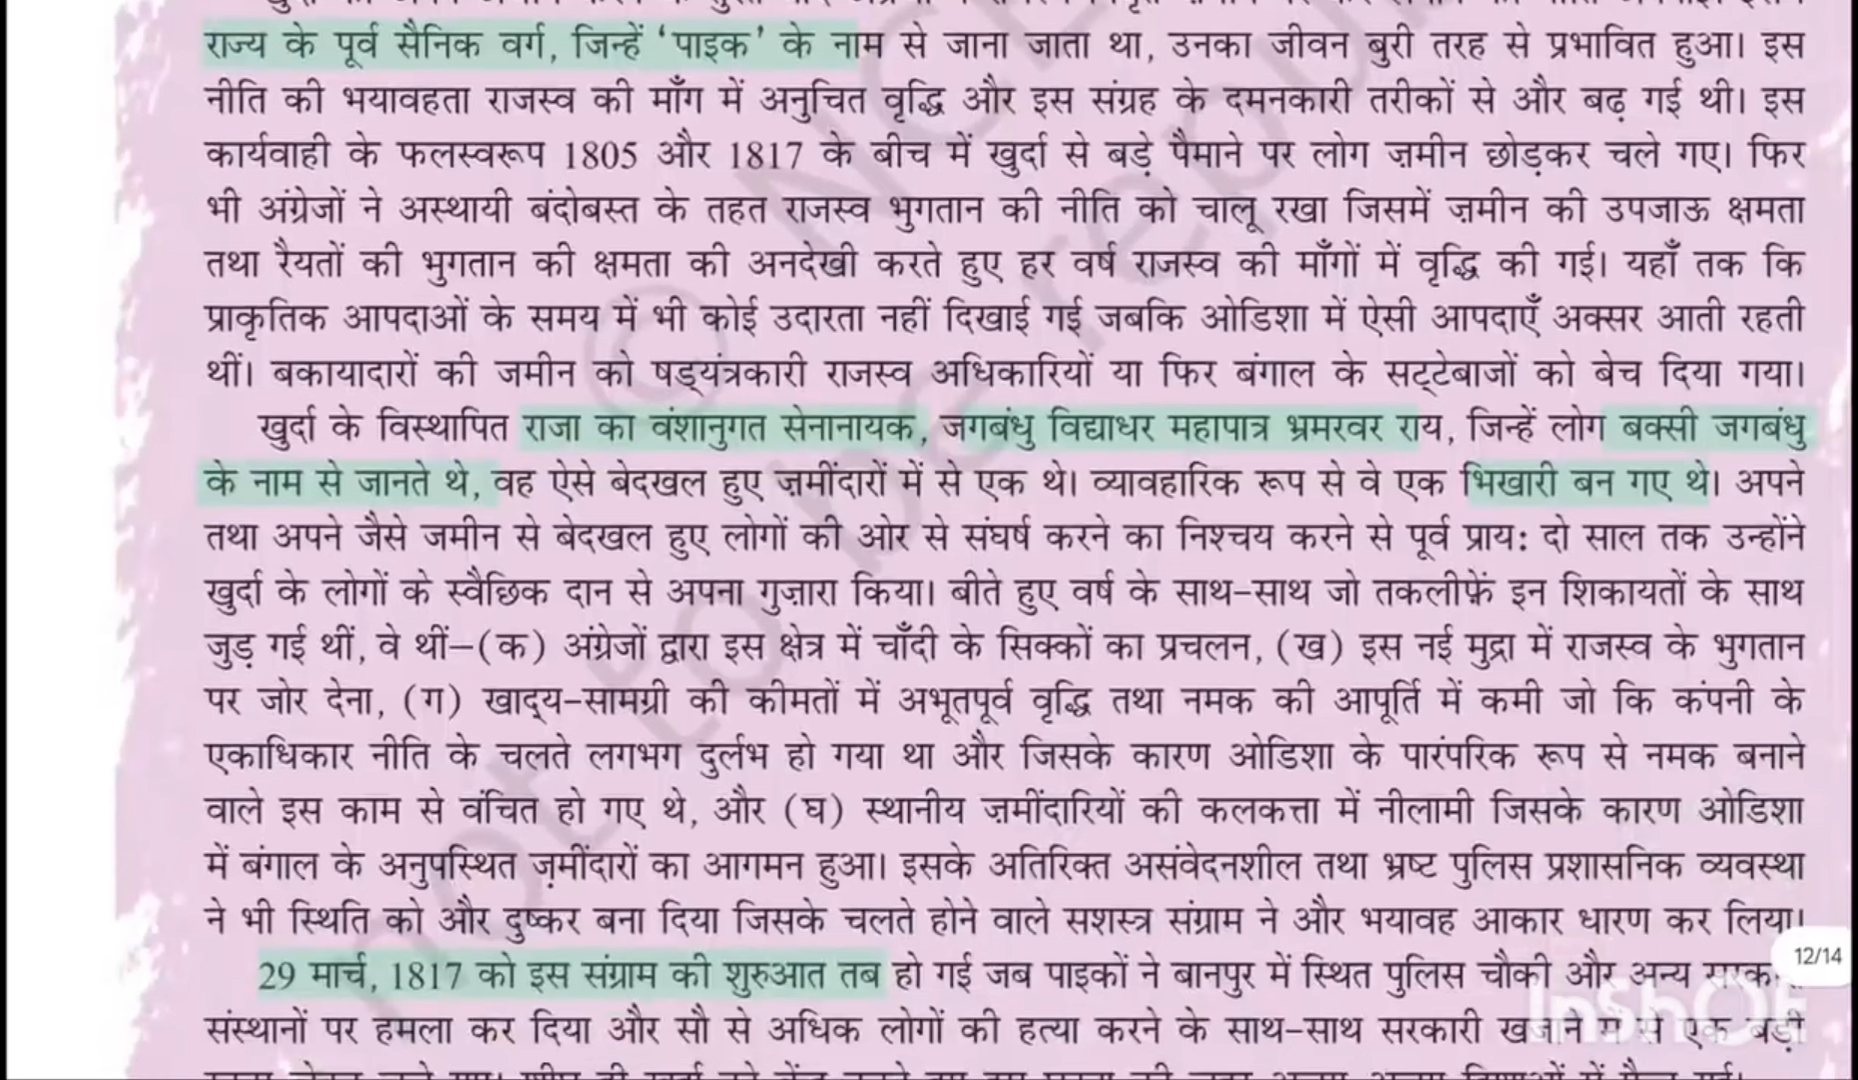 राज्य के पूर्व सैनिक वर्ग, जिन्हें ‘पाइक’ के नाम से जाना जाता था, उनका जीवन बुरी तरह से प्रभावित हुआ। इस
नीति की भयावहता राजस्व की माँग में अनुचित वृद्धि और इस संग्रह के दमनकारी तरीकों से और बढ़ गई थी। इस
कार्यवाही के फलस्वरूप 1805 और 1817 के बीच में खुर्दा से बड़े पैमाने पर लोग ज़मीन छोड़कर चले गए। फिर
भी अंग्रेजों ने अस्थायी बंदोबस्त के तहत राजस्व भुगतान की नीति को चालू रखा जिसमें ज़मीन की उपजाऊ क्षमता
तथा रैयतों की भुगतान की क्षमता की अनदेखी करते हुए हर वर्ष राजस्व की माँगों में वृद्धि की गई। यहाँ तक कि
प्राकृतिक आपदाओं के समय में भी कोई उदारता नहीं दिखाई गई जबकि ओडिशा में ऐसी आपदाएँ अक्सर आती रहती
थीं। बकायादारों की जमीन को षड्यंत्रकारी राजस्व अधिकारियों या फिर बंगाल के सट्टेबाजों को बेच दिया गया।
खुर्दा के विस्थापित राजा का वंशानुगत सेनानायक, जगबंधु विद्याधर महापात्र भ्रमरवर राय, जिन्हें लोग बक्सी जगबंधु
के नाम से जानते थे, वह ऐसे बेदखल हुए ज़मींदारों में से एक थे। व्यावहारिक रूप से वे एक भिखारी बन गए थे। अपने
तथा अपने जैसे जमीन से बेदखल हुए लोगों की ओर से संघर्ष करने का निश्चय करने से पूर्व प्राय: दो साल तक उन्होंने
खुर्दा के लोगों के स्वैछिक दान से अपना गुज़ारा किया। बीते हुए वर्ष के साथ-साथ जो तकलीफ़ें इन शिकायतों के साथ
जुड़ गई थीं, वे थीं–(क) अंग्रेजों द्वारा इस क्षेत्र में चाँदी के सिक्कों का प्रचलन, (ख) इस नई मुद्रा में राजस्व के भुगतान
पर जोर देना, (ग) खाद्य-सामग्री की कीमतों में अभूतपूर्व वृद्धि तथा नमक की आपूर्ति में कमी जो कि कंपनी के
एकाधिकार नीति के चलते लगभग दुर्लभ हो गया था और जिसके कारण ओडिशा के पारंपरिक रूप से नमक बनाने
वाले इस काम से वंचित हो गए थे, और (घ) स्थानीय ज़मींदारियों की कलकत्ता में नीलामी जिसके कारण ओडिशा
में बंगाल के अनुपस्थित ज़मींदारों का आगमन हुआ। इसके अतिरिक्त असंवेदनशील तथा भ्रष्ट पुलिस प्रशासनिक व्यवस्था
ने भी स्थिति को और दुष्कर बना दिया जिसके चलते होने वाले सशस्त्र संग्राम ने और भयावह आकार धारण कर लिया।
12/14
29 मार्च, 1817 को इस संग्राम की शुरुआत तब हो गई जब पाइकों ने बानपुर में स्थित पुलिस चौकी और अन्य
संस्थानों पर हमला कर दिया और सौ से अधिक लोगों की हत्या करने के साथ-साथ सरकारी खजाने में से एक बड़ी
InShOt